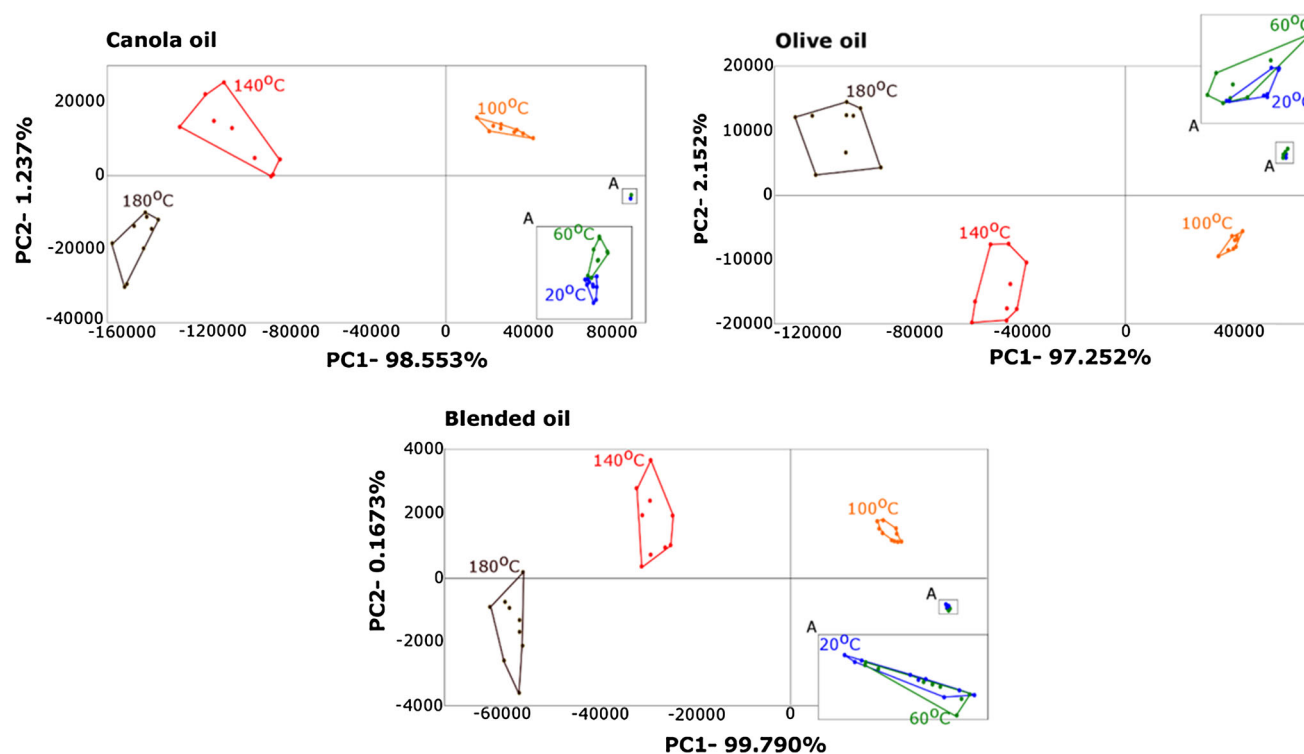 Canola oil
20000
0
-20000
-40000
PC2- 1.237%
140°C
100°C
180°C
A
A
60°C
20°C
-160000
-120000
-80000
0
40000
80000
PC1- 98.553%
Olive oil
20000
10000
0
-10000
-20000
PC2- 2.152%
180°C
60°C
20°C
A
A
100°C
140°C
-120000
-80000
-40000
0
40000
PC1- 97.252%
Blended oil
4000
2000
0
-2000
-4000
PC2- 0.1673%
140°C
100°C
180°C
A
A
20°C
60°C
-60000
-40000
-20000
0
PC1- 99.790%